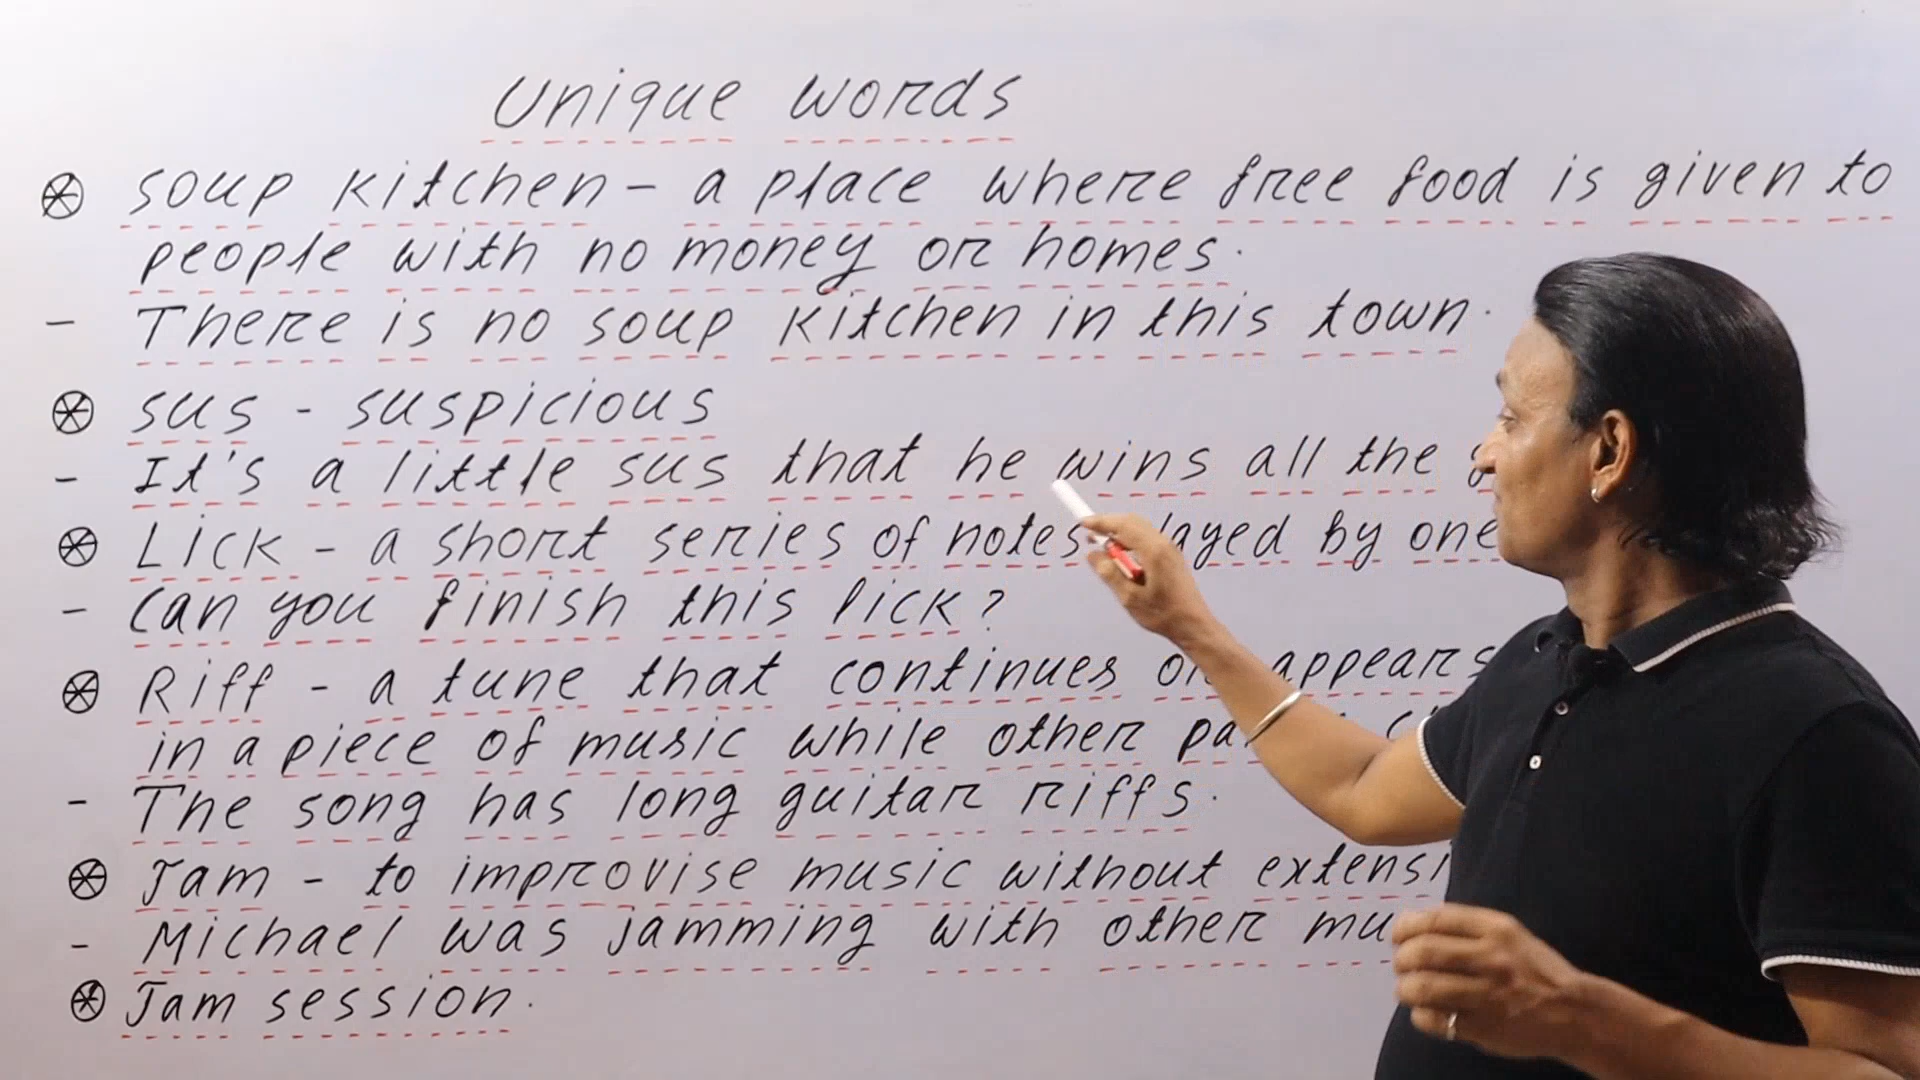 Unique words
Soup kitchen - a place where free food is given to
people with no money or homes.
- There is no soup kitchen in this town.
Sus - suspicious
- It's a little sus that he wins all the
Lick - a short series of notes played by one
- Can you finish this lick?
Riff - a tune that continues or appears
in a piece of music while other
- The song has long guitar riffs.
Jam - to improvise music without
- Michael was jamming with other
Jam session.